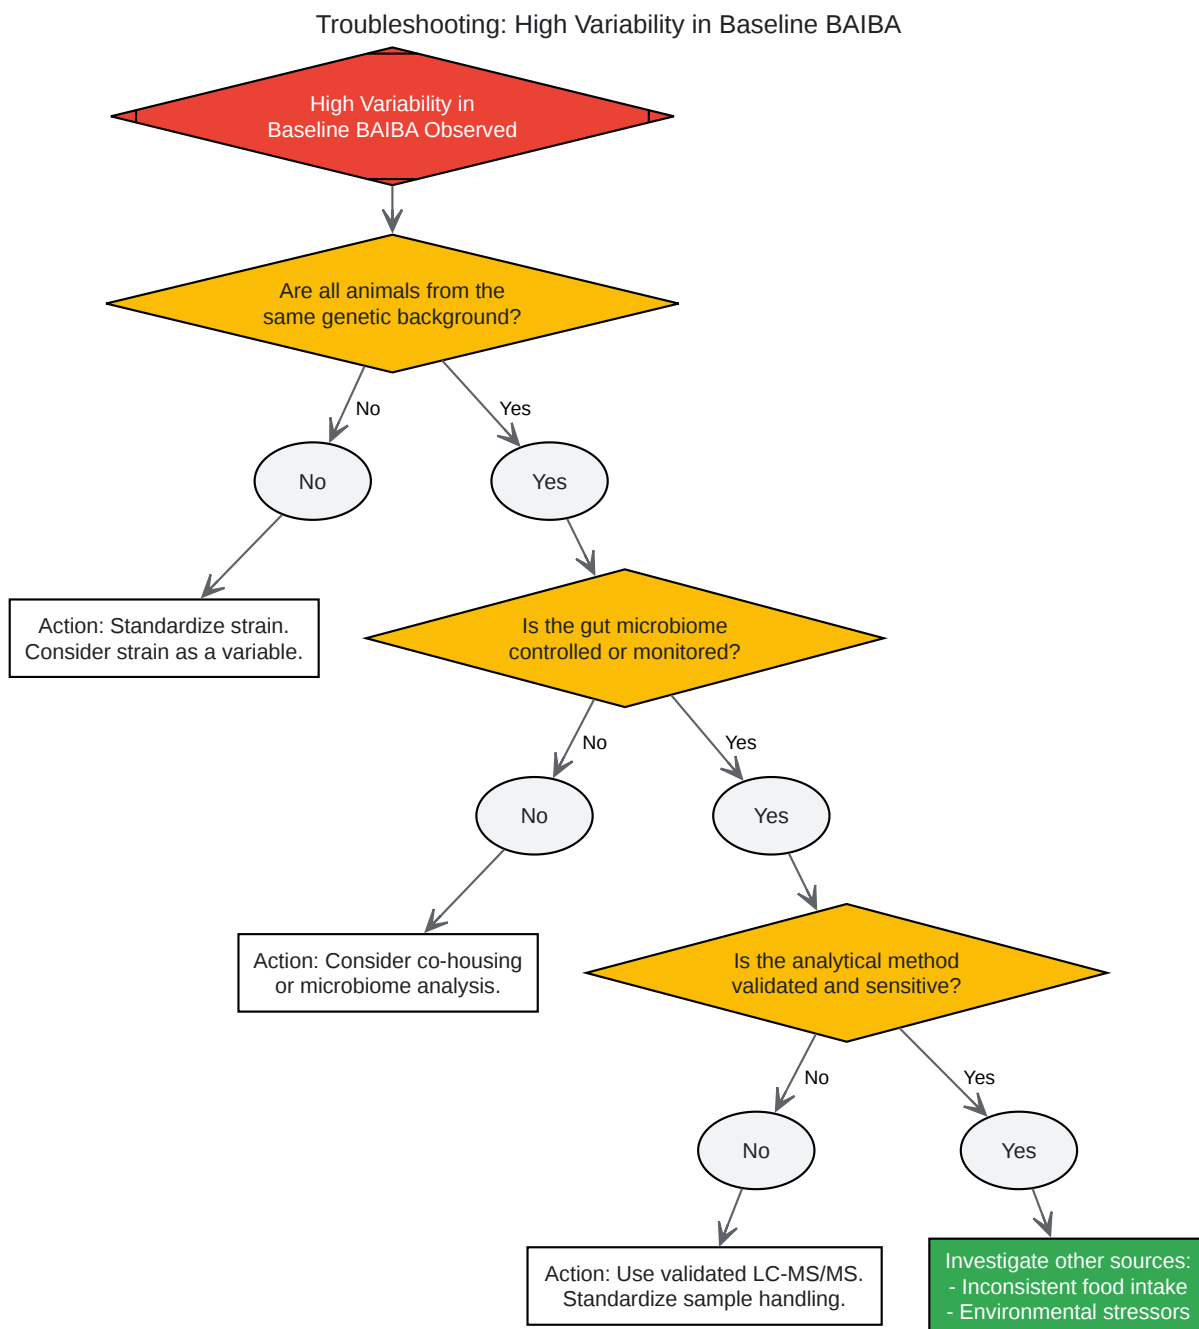 Troubleshooting: High Variability in Baseline BAIBA
High Variability in
Baseline BAIBA Observed
Are all animals from the
same genetic background?
No
Yes
No
Yes
Action: Standardize strain.
Consider strain as a variable.
Is the gut microbiome
controlled or monitored?
No
Yes
No
Yes
Action: Consider co-housing
or microbiome analysis.
Is the analytical method
validated and sensitive?
No
Yes
No
Yes
Action: Use validated LC-MS/MS.
Standardize sample handling.
Investigate other sources:
- Inconsistent food intake
- Environmental stressors